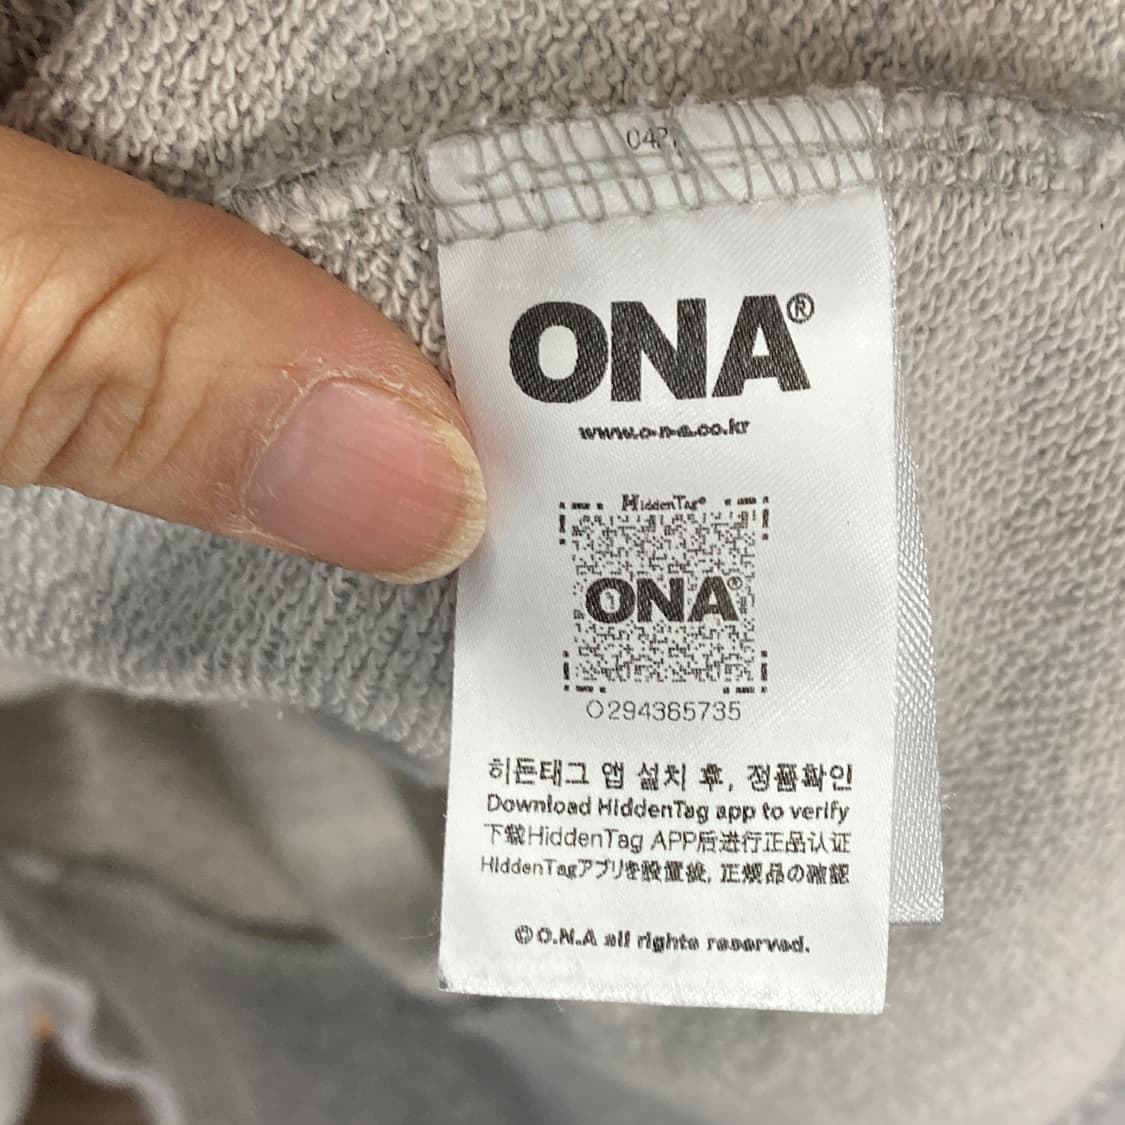 ONA®
www.o-n-a.co.kr
HiddenTag®
ONA®
O294365735
히든태그 앱 설치 후, 정품확인
Download HiddenTag app to verify
下载HiddenTag APP后进行正品认证
HiddenTagアプリを設置後, 正規品の確認
©O.N.A all rights reserved.